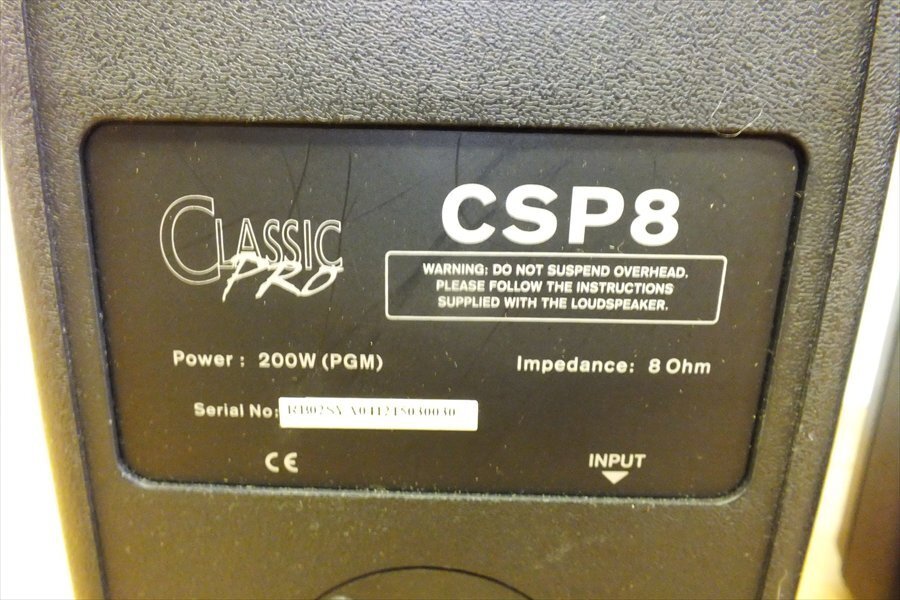 CLASSIC
PRO
CSP8
WARNING: DO NOT SUSPEND OVERHEAD.
PLEASE FOLLOW THE INSTRUCTIONS
SUPPLIED WITH THE LOUDSPEAKER.
Power : 200W (PGM)
Impedance: 8 Ohm
Serial No:
CE
INPUT